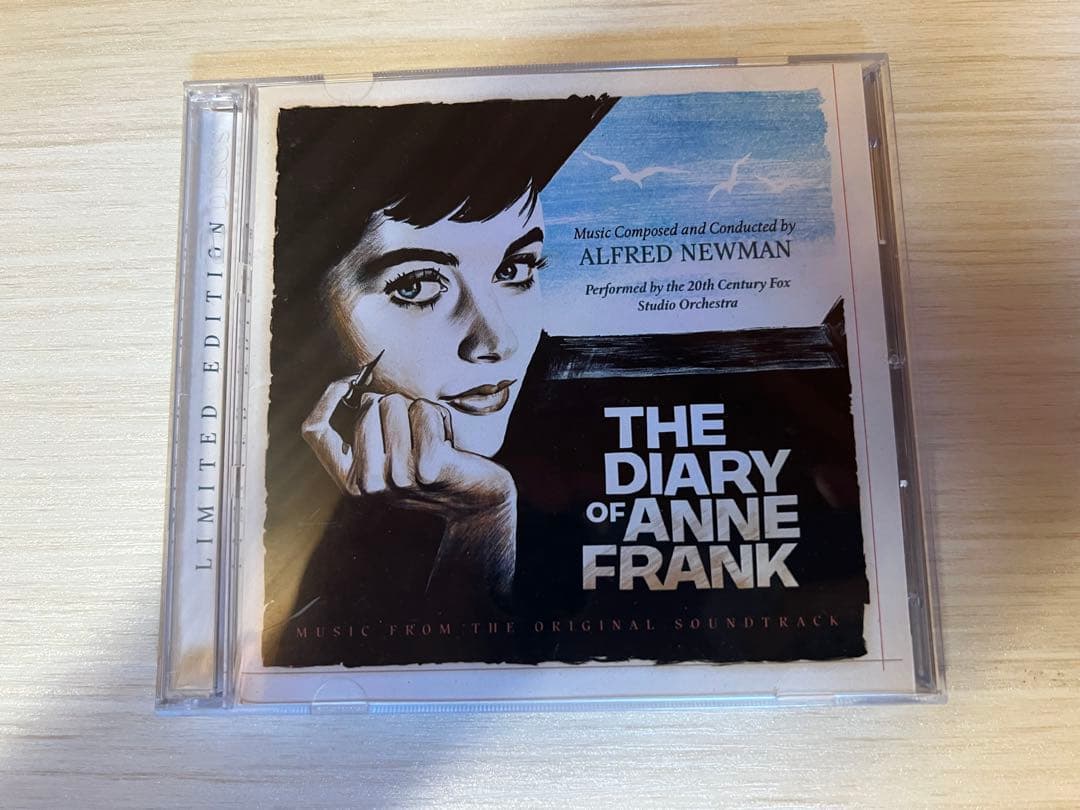 LIMITED EDITION
Music Composed and Conducted by
ALFRED NEWMAN
Performed by the 20th Century Fox
Studio Orchestra
THE
DIARY
OF ANNE
FRANK
MUSIC FROM THE ORIGINAL SOUNDTRACK